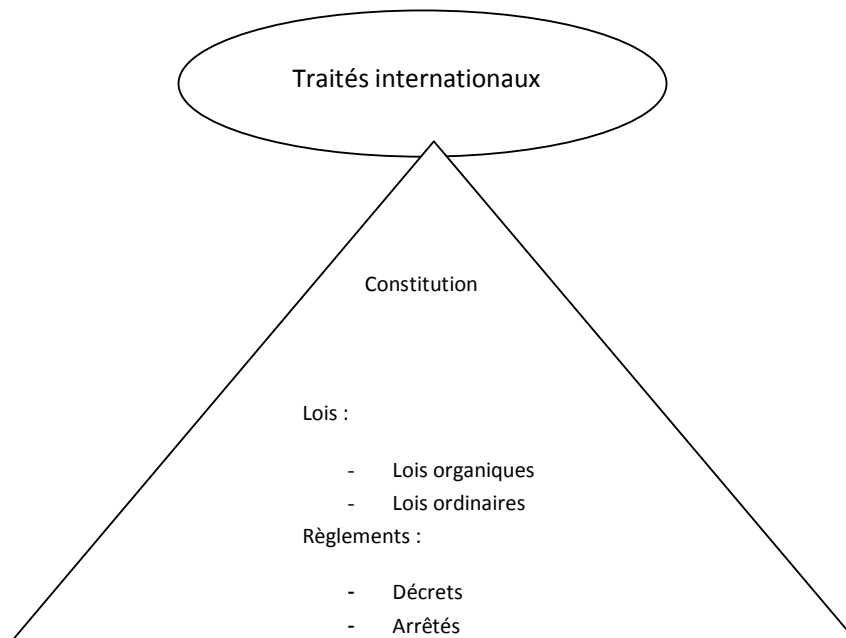 Traités internationaux
Constitution
Lois :
- Lois organiques
- Lois ordinaires
Règlements :
- Décrets
- Arrêtés